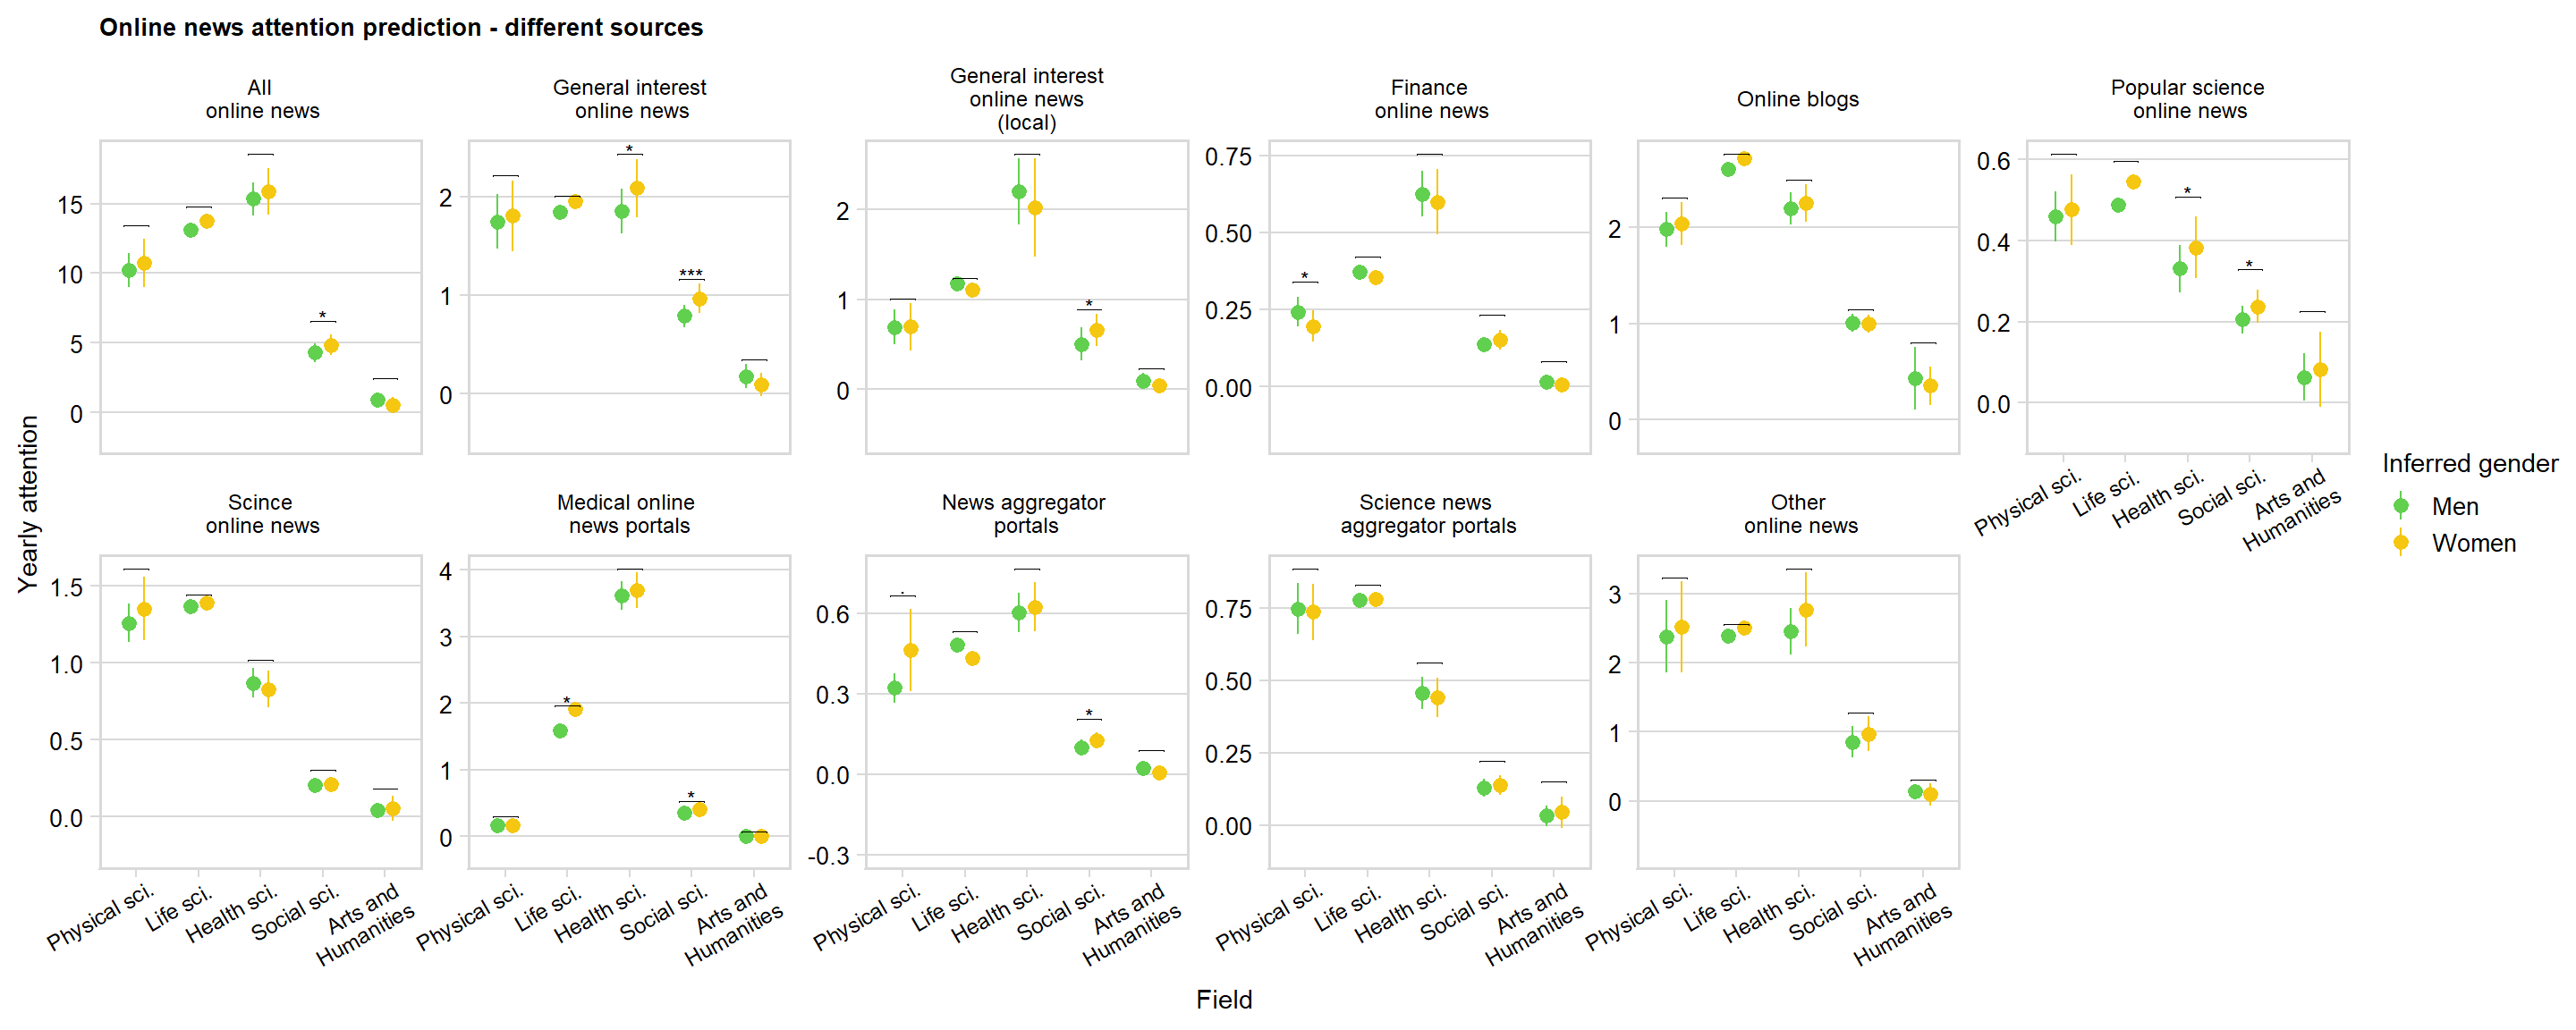 Online news attention prediction - different sources
All
online news
General interest
online news
General interest
online news
(local)
Finance
online news
Online blogs
Popular science
online news
15
10
5
0
2
1
0
*
***
2
1
0
*
0.75
0.50
0.25
0.00
*
2
1
0
0.6
0.4
0.2
0.0
*
*
*
Physical sci.
Life sci.
Health sci.
Social sci.
Arts and
Humanities
Yearly attention
Inferred gender
Men
Women
Scince
online news
Medical online
news portals
News aggregator
portals
Science news
aggregator portals
Other
online news
1.5
1.0
0.5
0.0
4
3
2
1
0
*
*
0.6
0.3
0.0
-0.3
.
*
0.75
0.50
0.25
0.00
3
2
1
0
Physical sci.
Life sci.
Health sci.
Social sci.
Arts and
Humanities
Physical sci.
Life sci.
Health sci.
Social sci.
Arts and
Humanities
Physical sci.
Life sci.
Health sci.
Social sci.
Arts and
Humanities
Physical sci.
Life sci.
Health sci.
Social sci.
Arts and
Humanities
Physical sci.
Life sci.
Health sci.
Social sci.
Arts and
Humanities
Field